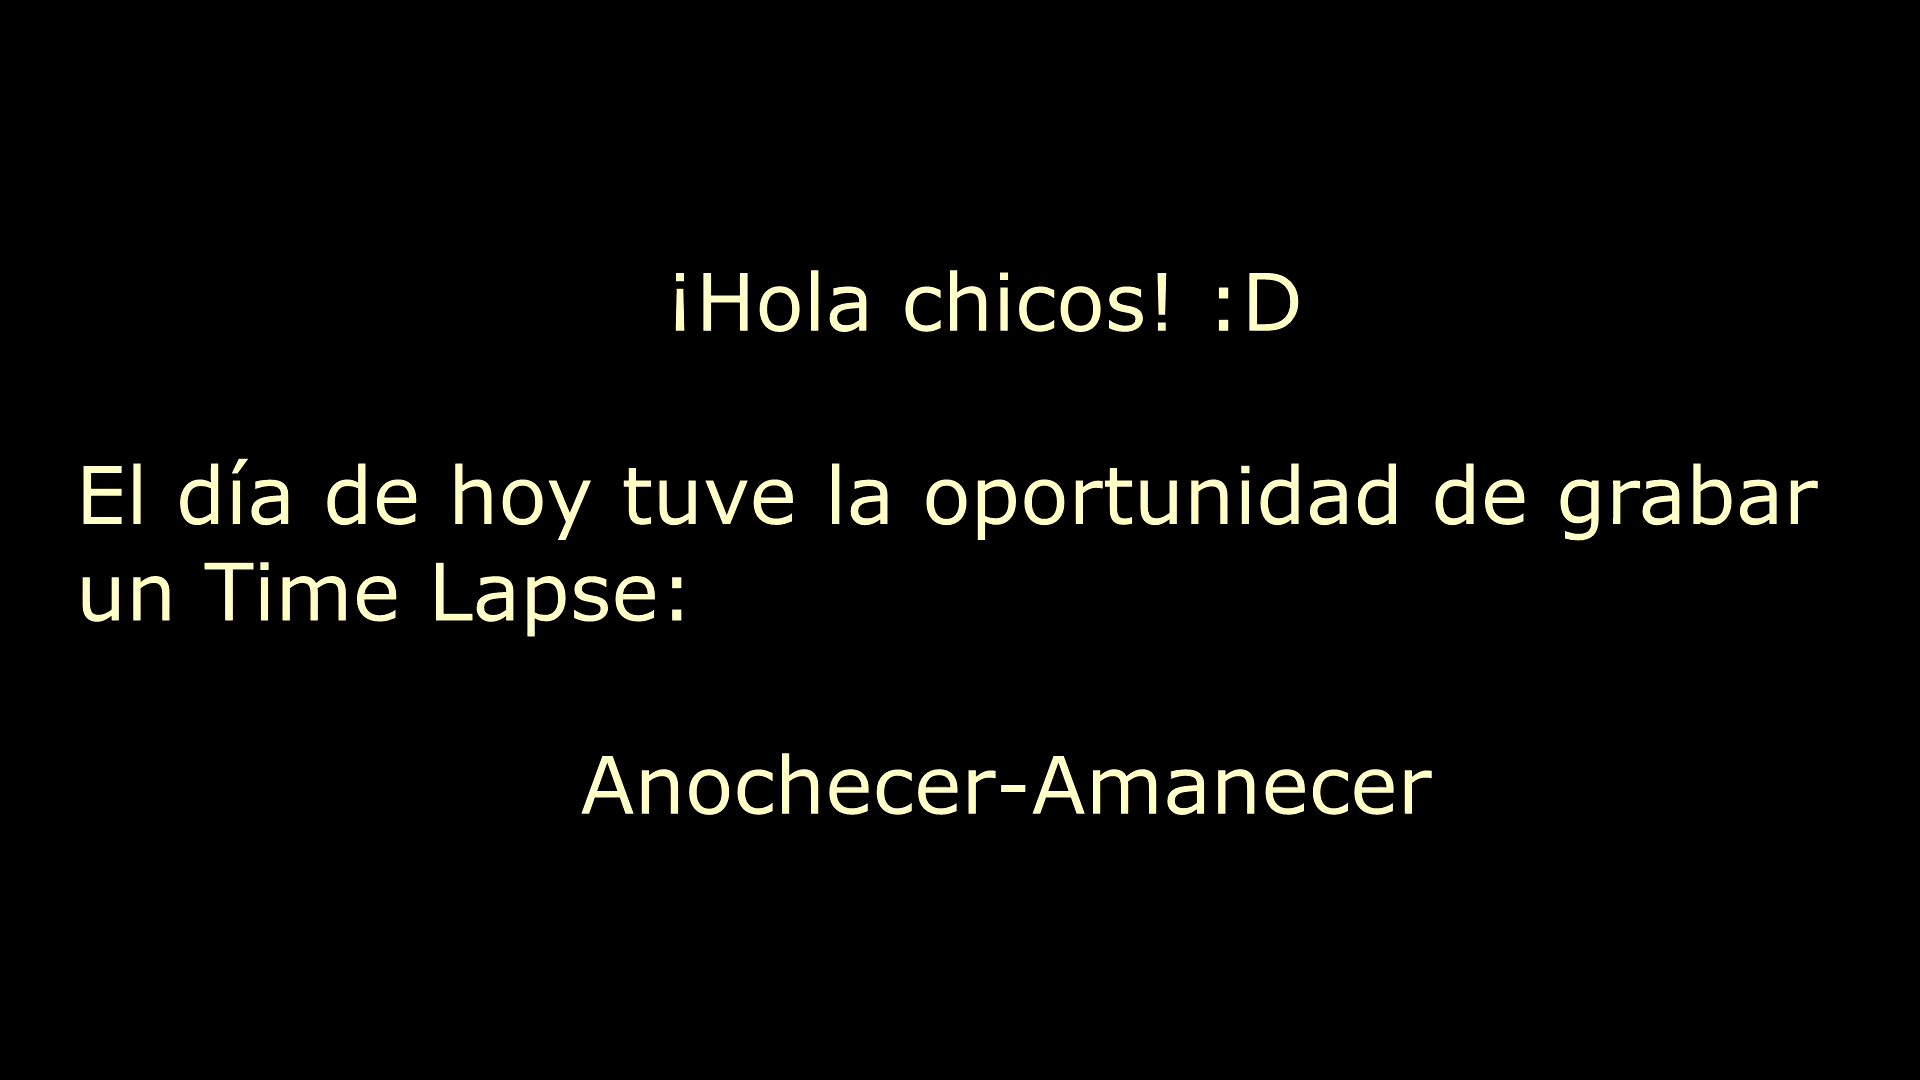 ¡Hola chicos! :D
El día de hoy tuve la oportunidad de grabar
un Time Lapse:
Anochecer-Amanecer